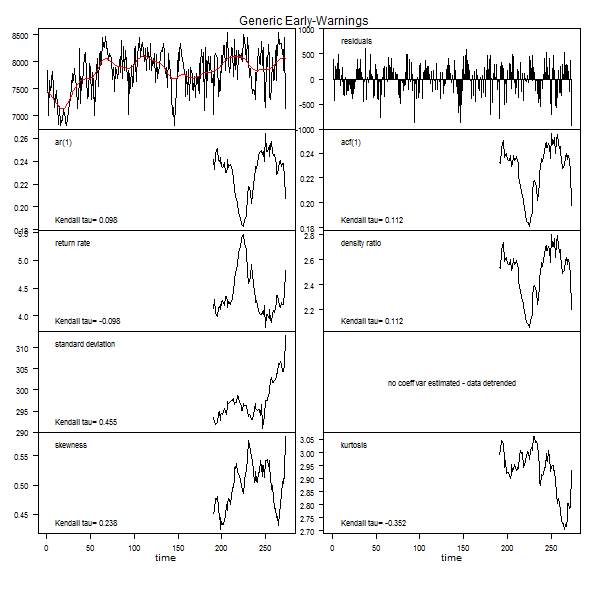 Generic Early-Warnings
8500
8000
7500
7000
1000
500
0
-500
-1000
residuals
0.26
0.24
0.22
0.20
0.18
ar(1)
Kendall tau= 0.098
0.24
0.22
0.20
0.18
acf(1)
Kendall tau= 0.112
5.0
4.5
4.0
return rate
Kendall tau= -0.098
2.8
2.6
2.4
2.2
density ratio
Kendall tau= 0.112
310
305
300
295
290
standard deviation
Kendall tau= 0.455
no coeff var estimated - data detrended
0.55
0.50
0.45
skewness
Kendall tau= 0.238
3.05
3.00
2.95
2.90
2.85
2.80
2.75
2.70
kurtosis
Kendall tau= -0.352
0 50 100 150 200 250
time
0 50 100 150 200 250
time